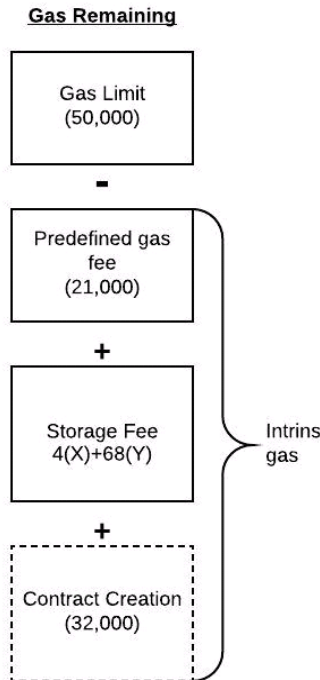 Gas Remaining
Gas Limit
(50,000)
-
Predefined gas
fee
(21,000)
+
Storage Fee
4(X)+68(Y)
+
Contract Creation
(32,000)
Intrins
gas